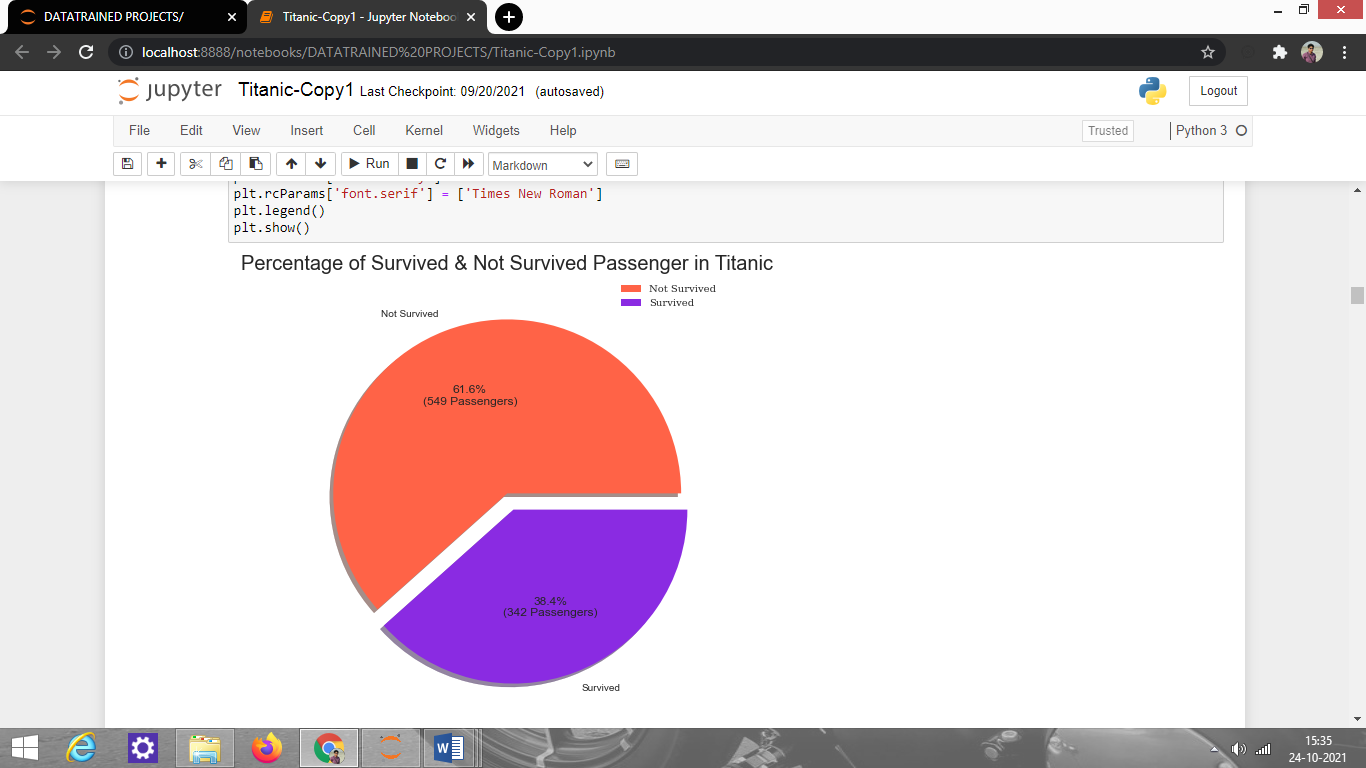 DATATRAINED PROJECTS/
Titanic-Copy1 - Jupyter Noteboo
localhost:8888/notebooks/DATATRAINED%20PROJECTS/Titanic-Copy1.ipynb
jupyter Titanic-Copy1 Last Checkpoint: 09/20/2021 (autosaved)
Logout
File Edit View Insert Cell Kernel Widgets Help
Trusted
Python 3
Run
Markdown
plt.rcParams['font.serif'] = ['Times New Roman']
plt.legend()
plt.show()
Percentage of Survived & Not Survived Passenger in Titanic
Not Survived
Survived
Not Survived
61.6%
(549 Passengers)
38.4%
(342 Passengers)
Survived
15:35
24-10-2021